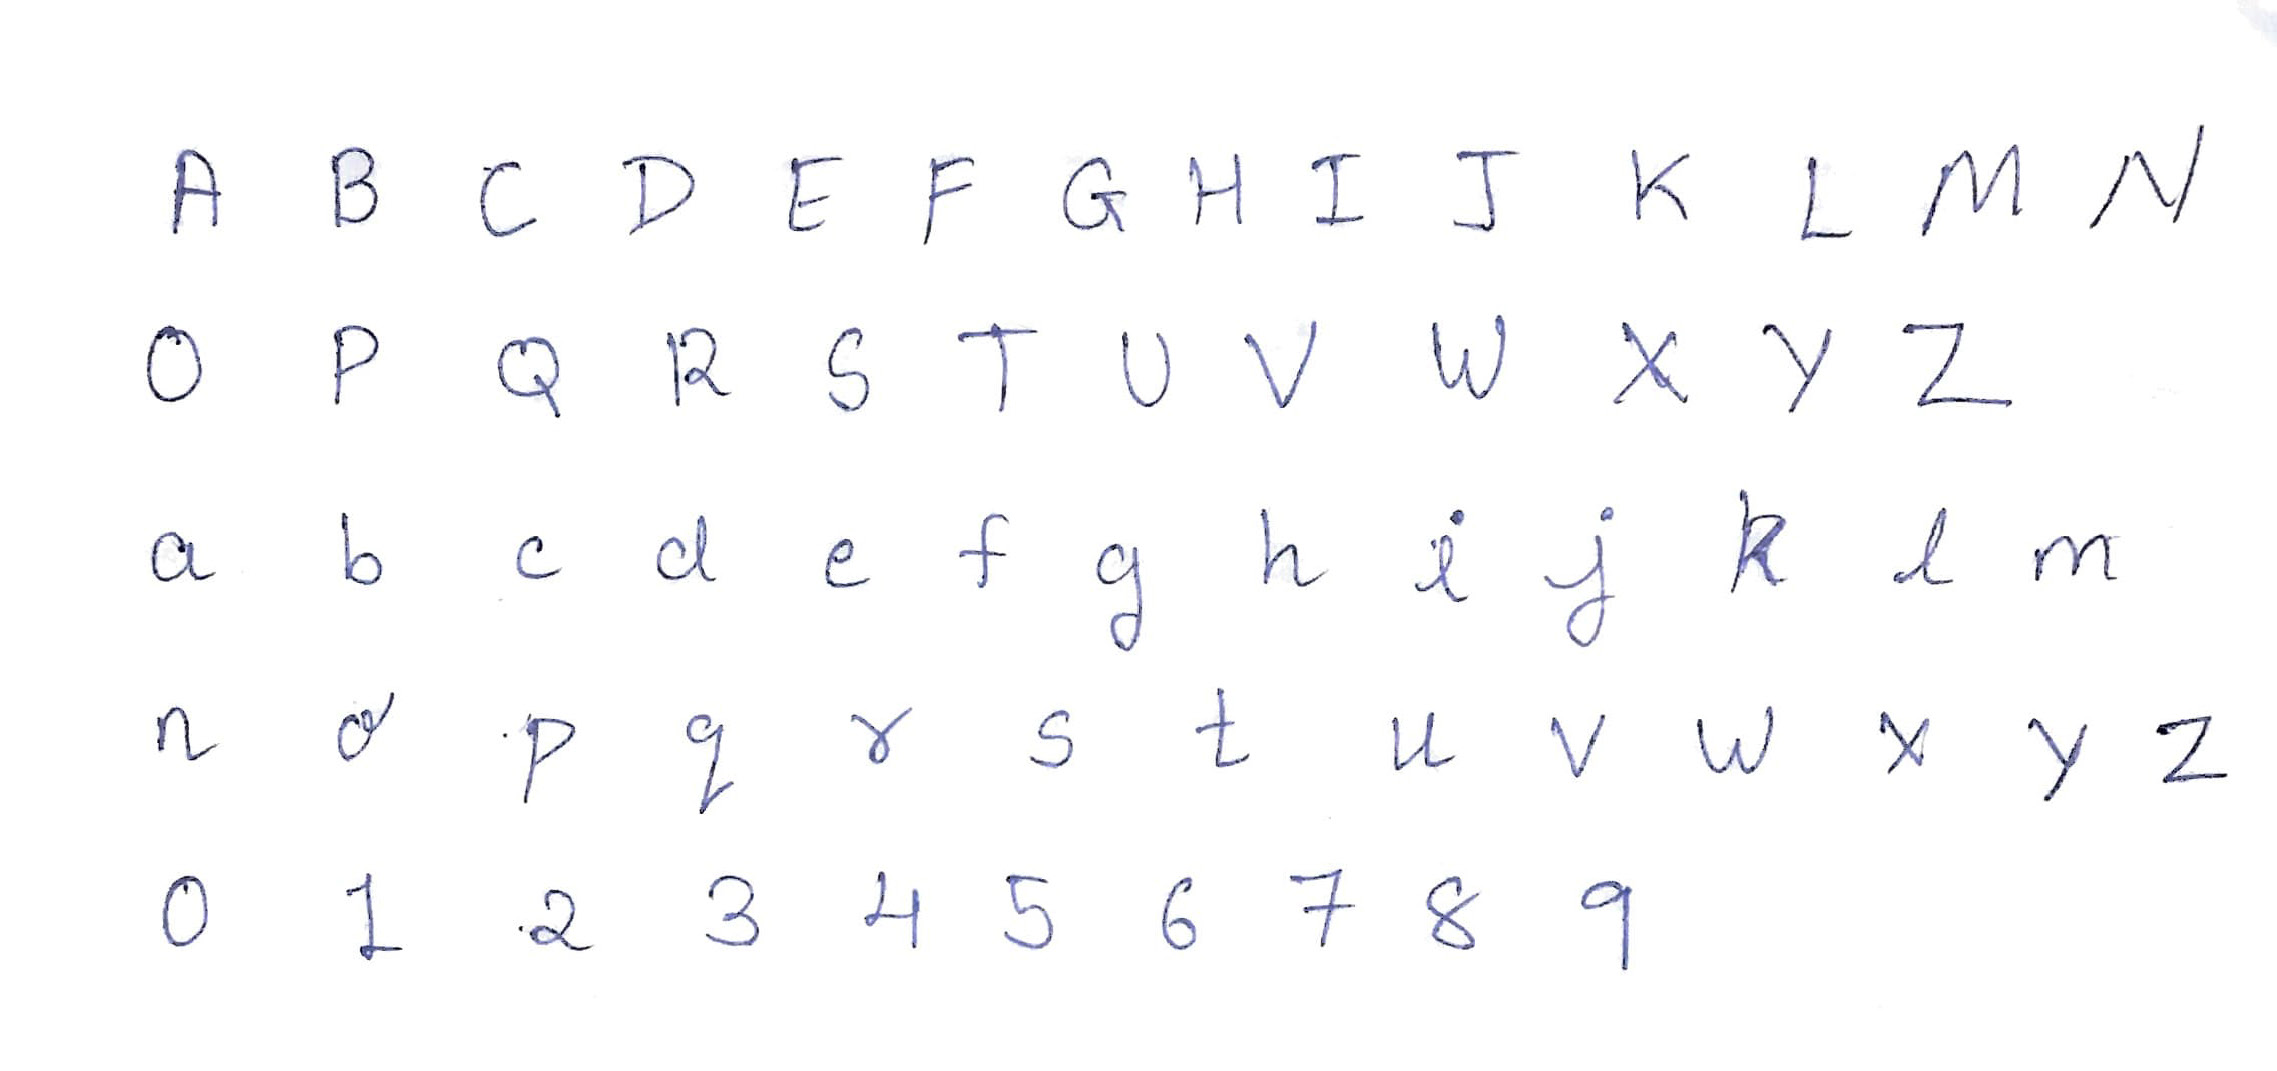 A B C D E F G H I J K L M N
O P Q R S T U V W X Y Z
a b c d e f g h i j k l m
n o p q r s t u v w x y z
0 1 2 3 4 5 6 7 8 9